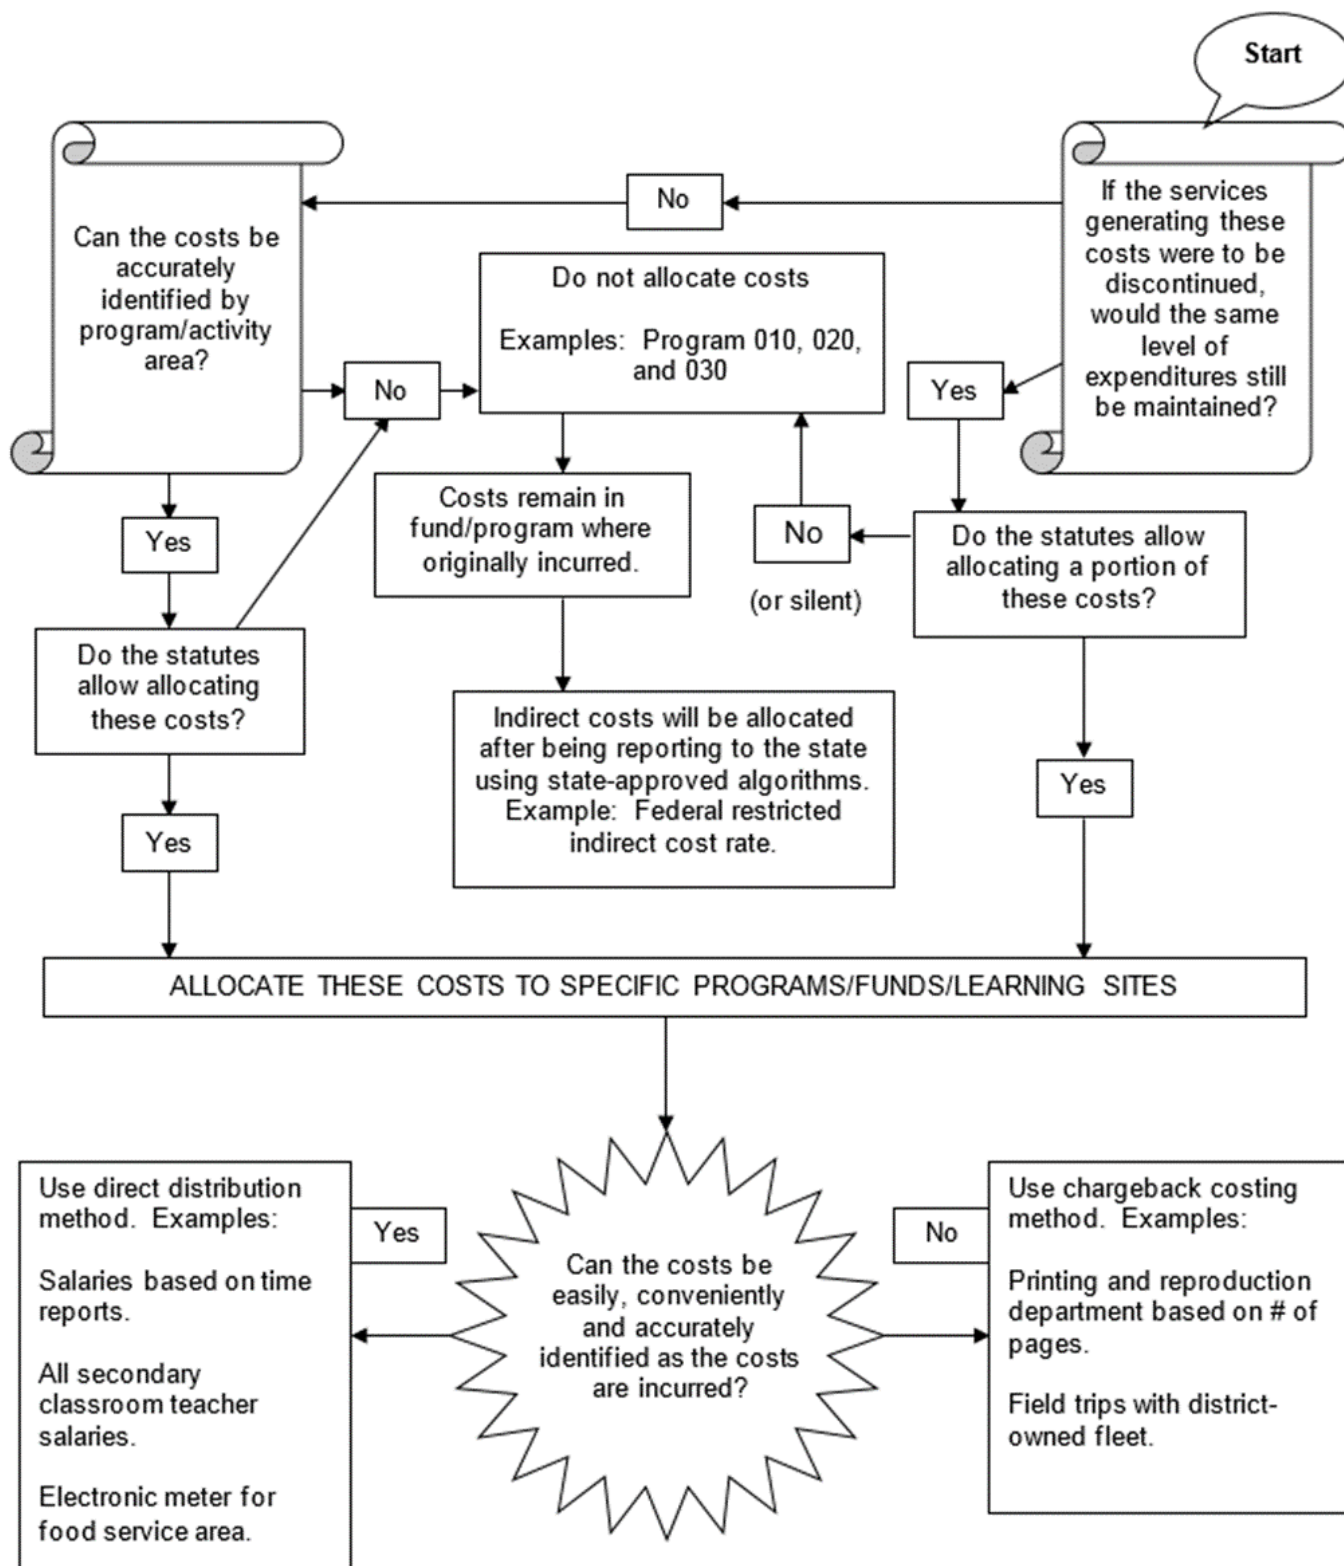 Start
If the services
generating these
costs were to be
discontinued,
would the same
level of
expenditures still
be maintained?
No
Can the costs be
accurately
identified by
program/activity
area?
Do not allocate costs
Examples: Program 010, 020,
and 030
No
Yes
Costs remain in
fund/program where
originally incurred.
No
(or silent)
Do the statutes allow
allocating a portion of
these costs?
Yes
Do the statutes
allow allocating
these costs?
Indirect costs will be allocated
after being reporting to the state
using state-approved algorithms.
Example: Federal restricted
indirect cost rate.
Yes
Yes
ALLOCATE THESE COSTS TO SPECIFIC PROGRAMS/FUNDS/LEARNING SITES
Use direct distribution
method. Examples:
Salaries based on time
reports.
All secondary
classroom teacher
salaries.
Electronic meter for
food service area.
Yes
Can the costs be
easily, conveniently
and accurately
identified as the costs
are incurred?
No
Use chargeback costing
method. Examples:
Printing and reproduction
department based on # of
pages.
Field trips with district-
owned fleet.